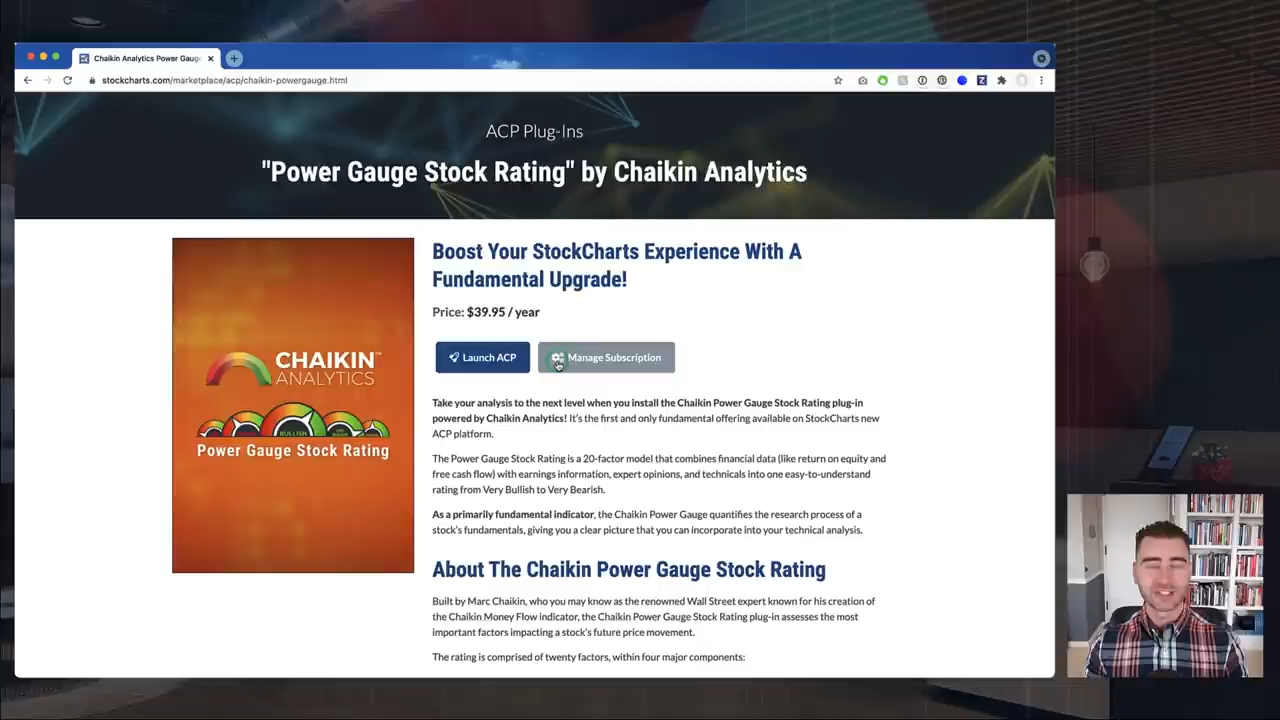 Chaikin Analytics Power Gaug
stockcharts.com/marketplace/acp/chaikin-powergauge.html
ACP Plug-Ins
"Power Gauge Stock Rating" by Chaikin Analytics
CHAIKIN™
ANALYTICS
BULLISH
Power Gauge Stock Rating
Boost Your StockCharts Experience With A
Fundamental Upgrade!
Price: $39.95 / year
Launch ACP
Manage Subscription
Take your analysis to the next level when you install the Chaikin Power Gauge Stock Rating plug-in
powered by Chaikin Analytics! It's the first and only fundamental offering available on StockCharts new
ACP platform.
The Power Gauge Stock Rating is a 20-factor model that combines financial data (like return on equity and
free cash flow) with earnings information, expert opinions, and technicals into one easy-to-understand
rating from Very Bullish to Very Bearish.
As a primarily fundamental indicator, the Chaikin Power Gauge quantifies the research process of a
stock's fundamentals, giving you a clear picture that you can incorporate into your technical analysis.
About The Chaikin Power Gauge Stock Rating
Built by Marc Chaikin, who you may know as the renowned Wall Street expert known for his creation of
the Chaikin Money Flow indicator, the Chaikin Power Gauge Stock Rating plug-in assesses the most
important factors impacting a stock's future price movement.
The rating is comprised of twenty factors, within four major components: